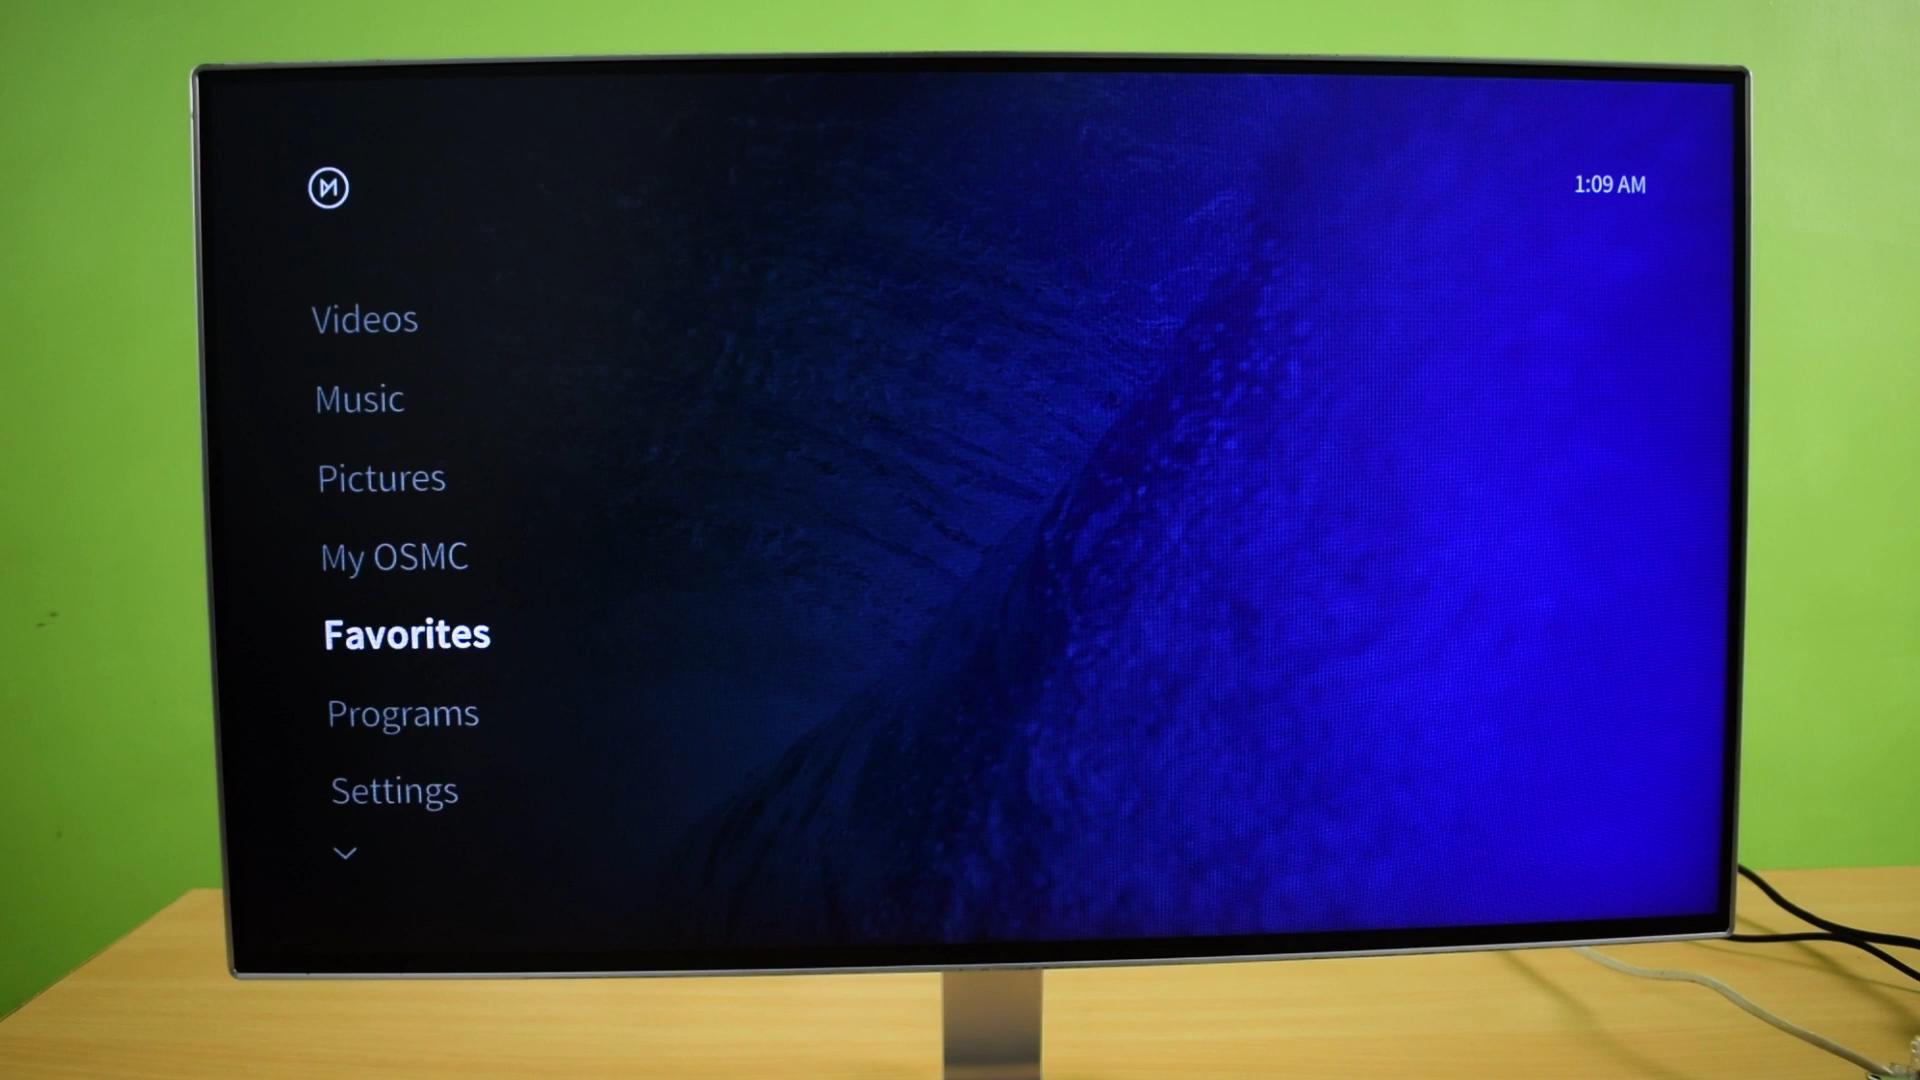 1:09 AM
Videos
Music
Pictures
My OSMC
Favorites
Programs
Settings